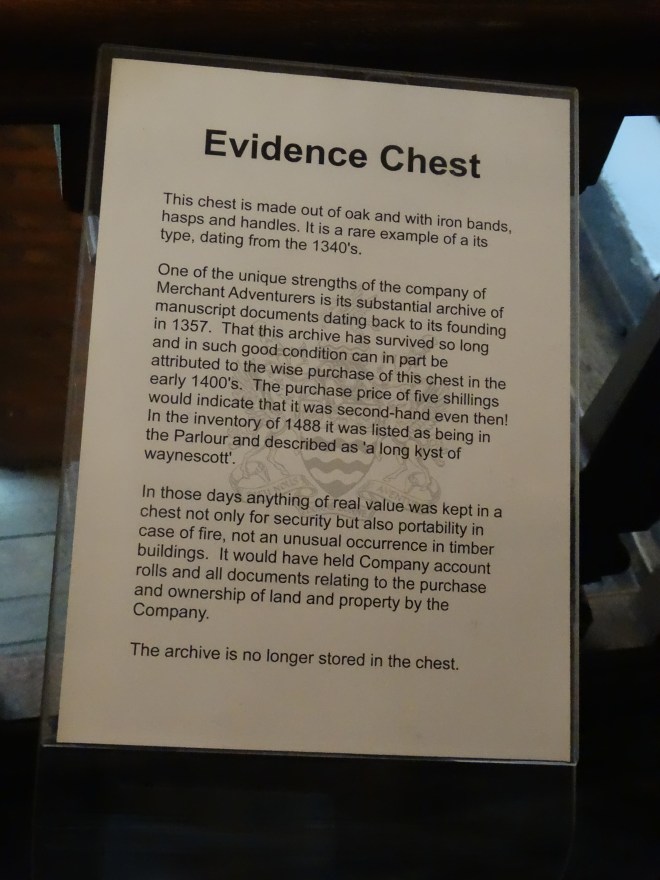 Evidence Chest
This chest is made out of oak and with iron bands,
hasps and handles. It is a rare example of a its
type, dating from the 1340's.
One of the unique strengths of the company of
Merchant Adventurers is its substantial archive of
manuscript documents dating back to its founding
in 1357. That this archive has survived so long
and in such good condition can in part be
attributed to the wise purchase of this chest in the
early 1400's. The purchase price of five shillings
would indicate that it was second-hand even then!
In the inventory of 1488 it was listed as being in
the Parlour and described as 'a long kyst of
waynescott'.
In those days anything of real value was kept in a
chest not only for security but also portability in
case of fire, not an unusual occurrence in timber
buildings. It would have held Company account
rolls and all documents relating to the purchase
and ownership of land and property by the
Company.
The archive is no longer stored in the chest.